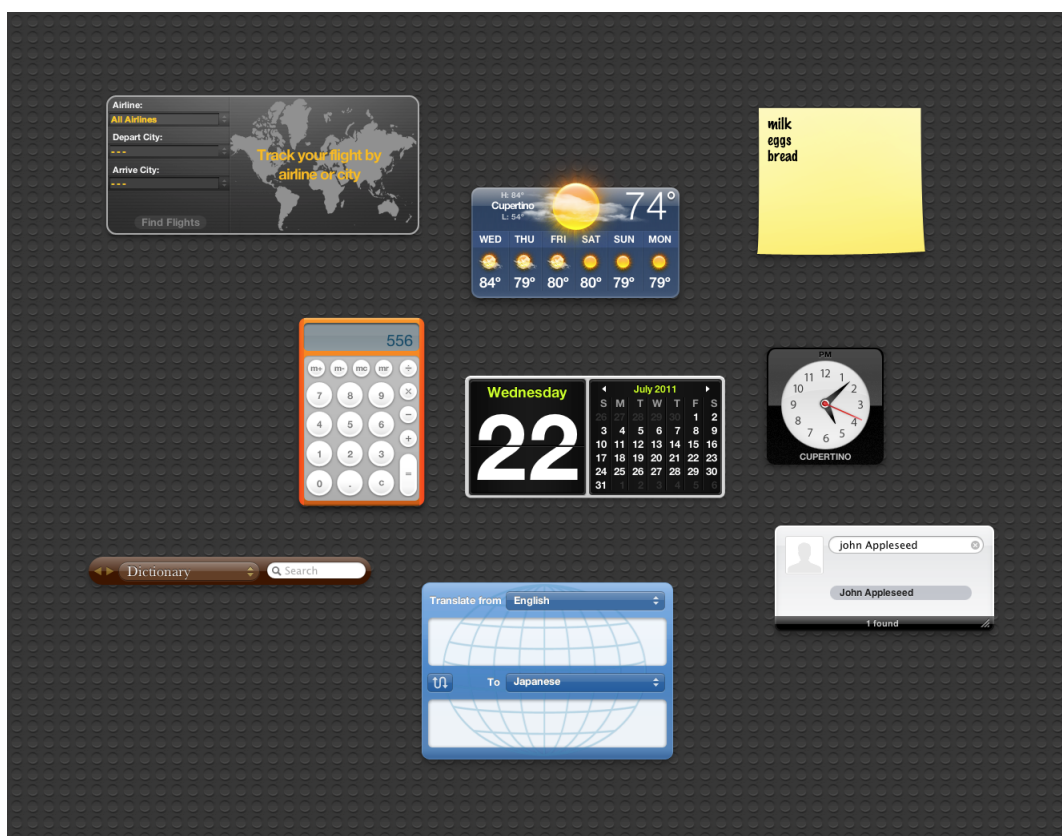 Airline:
All Airlines
Depart City:
---
Arrive City:
---
Find Flights
Track your flight by
airline or city
H: 84°
Cupertino
L: 54°
74°
WED THU FRI SAT SUN MON
84° 79° 80° 80° 79° 79°
milk
eggs
bread
556
m+ m- mc mr ÷
7 8 9 ×
4 5 6 −
+
1 2 3
0 . c =
Wednesday
22
July 2011
S M T W T F S
26 27 28 29 30 1 2
3 4 5 6 7 8 9
10 11 12 13 14 15 16
17 18 19 20 21 22 23
24 25 26 27 28 29 30
31 1 2 3 4 5 6
PM
12 1 2 3 4 5 6 7 8 9 10 11
CUPERTINO
Dictionary
Search
john Appleseed
John Appleseed
1 found
Translate from English
To Japanese